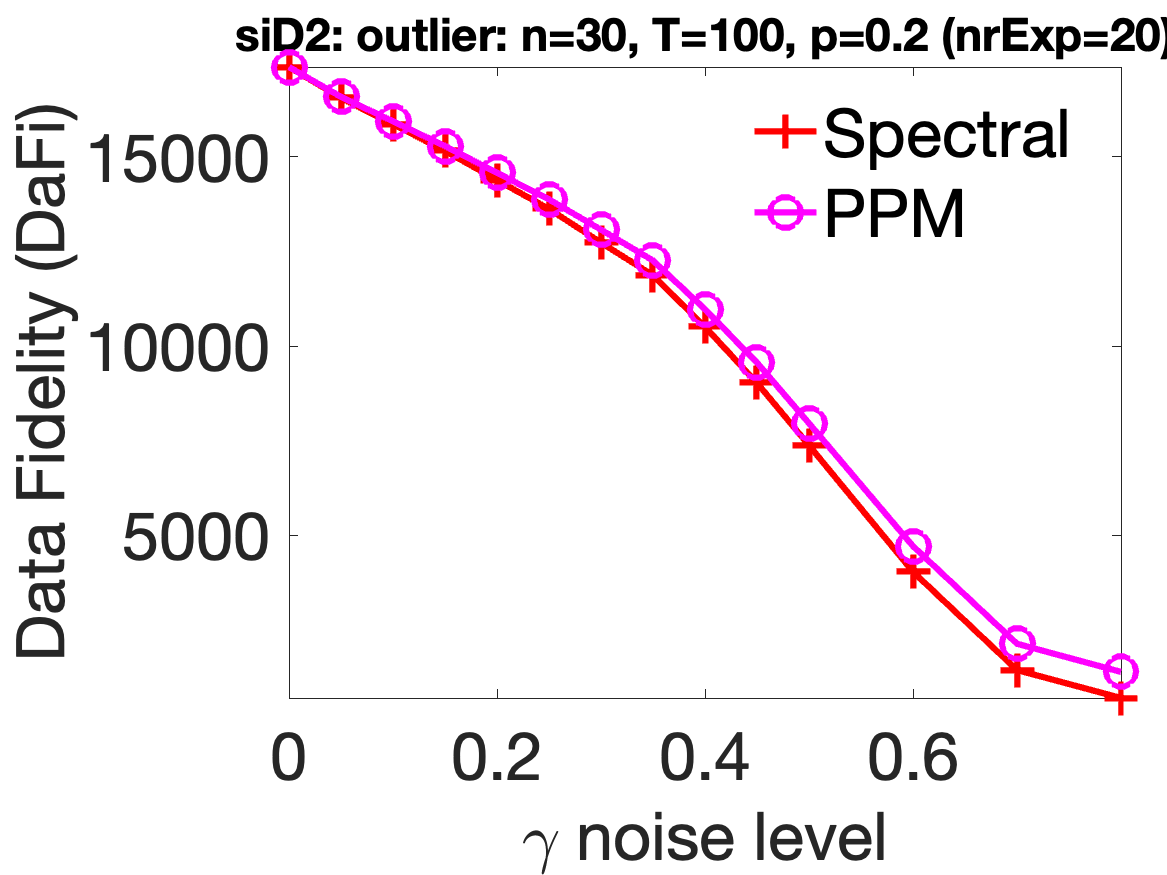 siD2: outlier: n=30, T=100, p=0.2 (nrExp=20)
Spectral
PPM
Data Fidelity (DaFi)
15000
10000
5000
0 0.2 0.4 0.6
γ noise level